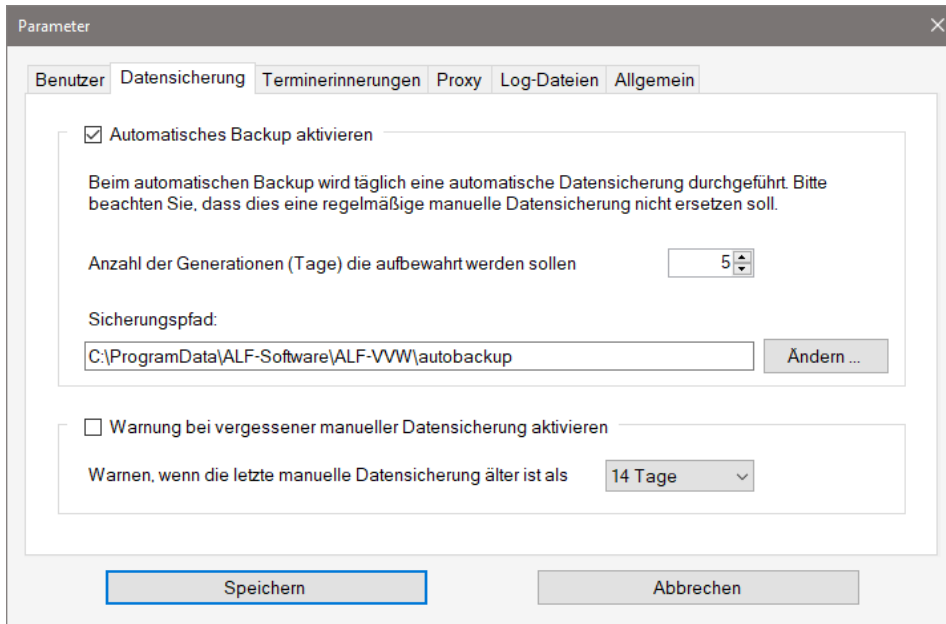 Parameter
Benutzer Datensicherung Terminerinnerungen Proxy Log-Dateien Allgemein
Automatisches Backup aktivieren
Beim automatischen Backup wird täglich eine automatische Datensicherung durchgeführt. Bitte
beachten Sie, dass dies eine regelmäßige manuelle Datensicherung nicht ersetzen soll.
Anzahl der Generationen (Tage) die aufbewahrt werden sollen 5
Sicherungspfad:
C:\ProgramData\ALF-Software\ALF-VVW\autobackup Ändern ...
Warnung bei vergessener manueller Datensicherung aktivieren
Warnen, wenn die letzte manuelle Datensicherung älter ist als 14 Tage
Speichern Abbrechen